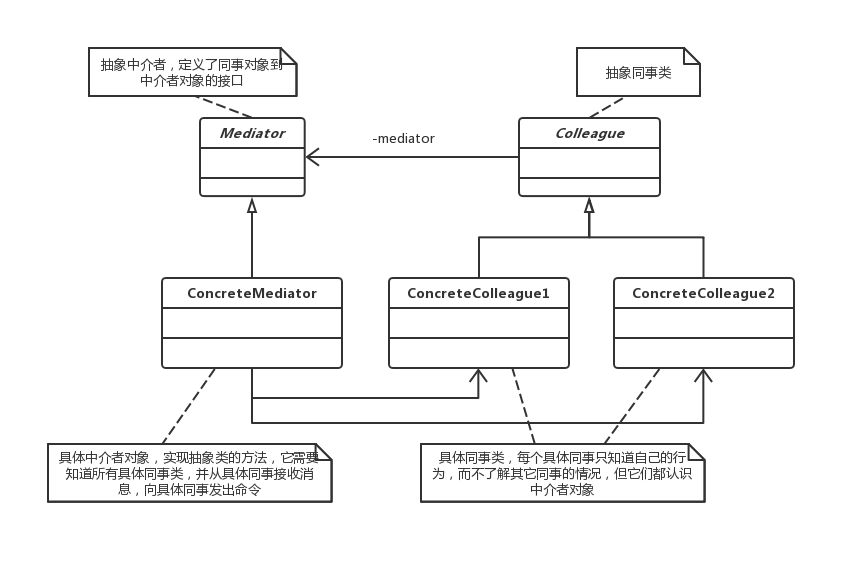 抽象中介者，定义了同事对象到
中介者对象的接口
抽象同事类
Mediator
-mediator
Colleague
ConcreteMediator
ConcreteColleague1
ConcreteColleague2
具体中介者对象，实现抽象类的方法，它需要
知道所有具体同事类，并从具体同事接收消
息，向具体同事发出命令
具体同事类，每个具体同事只知道自己的行
为，而不了解其它同事的情况，但它们都认识
中介者对象